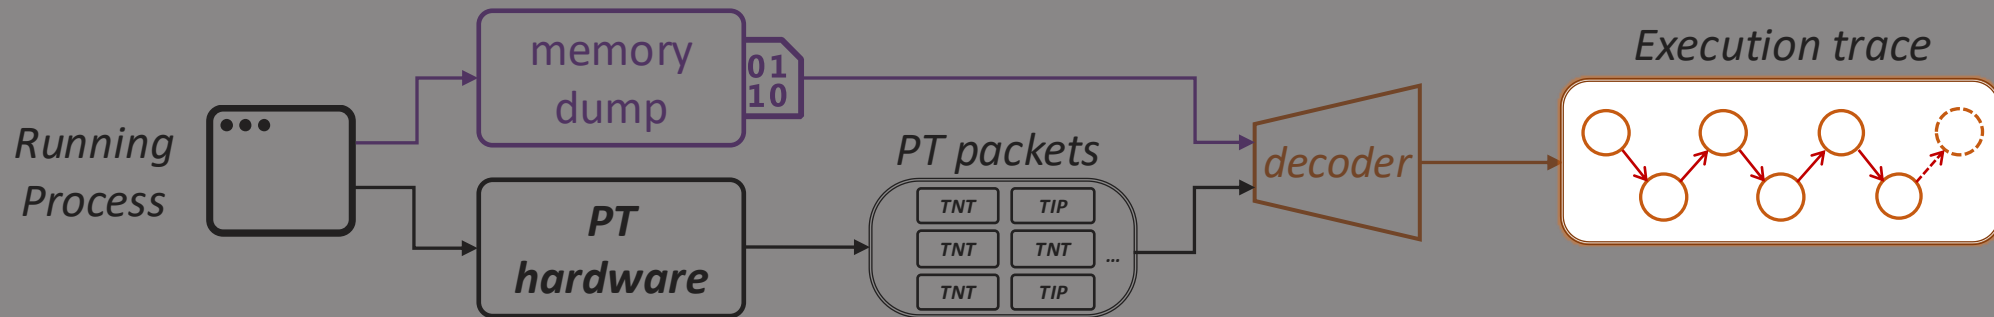 Running
Process
memory
dump
01
10
PT
hardware
PT packets
TNT TIP
TNT TNT ...
TNT TIP
decoder
Execution trace